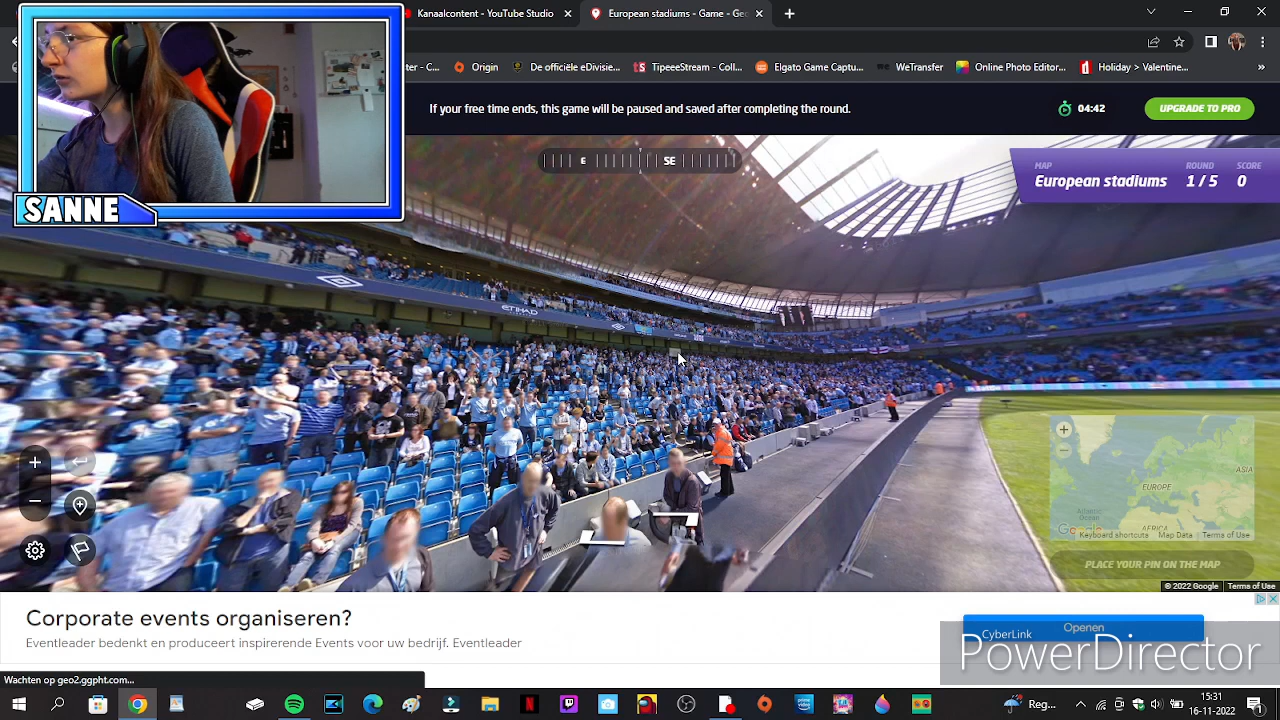 Kanaalcontent - YouTube Studio
European stadiums - Game - Ge
ter - C...
Origin
De officiële eDivisie...
TipeeeStream - Coll...
Elgato Game Captu...
WeTransfer
Online Photo Editor...
Holiday > Valentine...
If your free time ends, this game will be paused and saved after completing the round.
04:42
UPGRADE TO PRO
E
SE
MAP
ROUND
SCORE
European stadiums
1 / 5
0
SANNE
ETIHAD
ASIA
EUROPE
Atlantic
Ocean
AFRICA
Google
Keyboard shortcuts
Map Data
Terms of Use
PLACE YOUR PIN ON THE MAP
© 2022 Google
Terms of Use
Corporate events organiseren?
Eventleader bedenkt en produceert inspirerende Events voor uw bedrijf. Eventleader
Openen
CyberLink
PowerDirector
Wachten op geo2.ggpht.com...
Reg...
15:31
16-11-2022